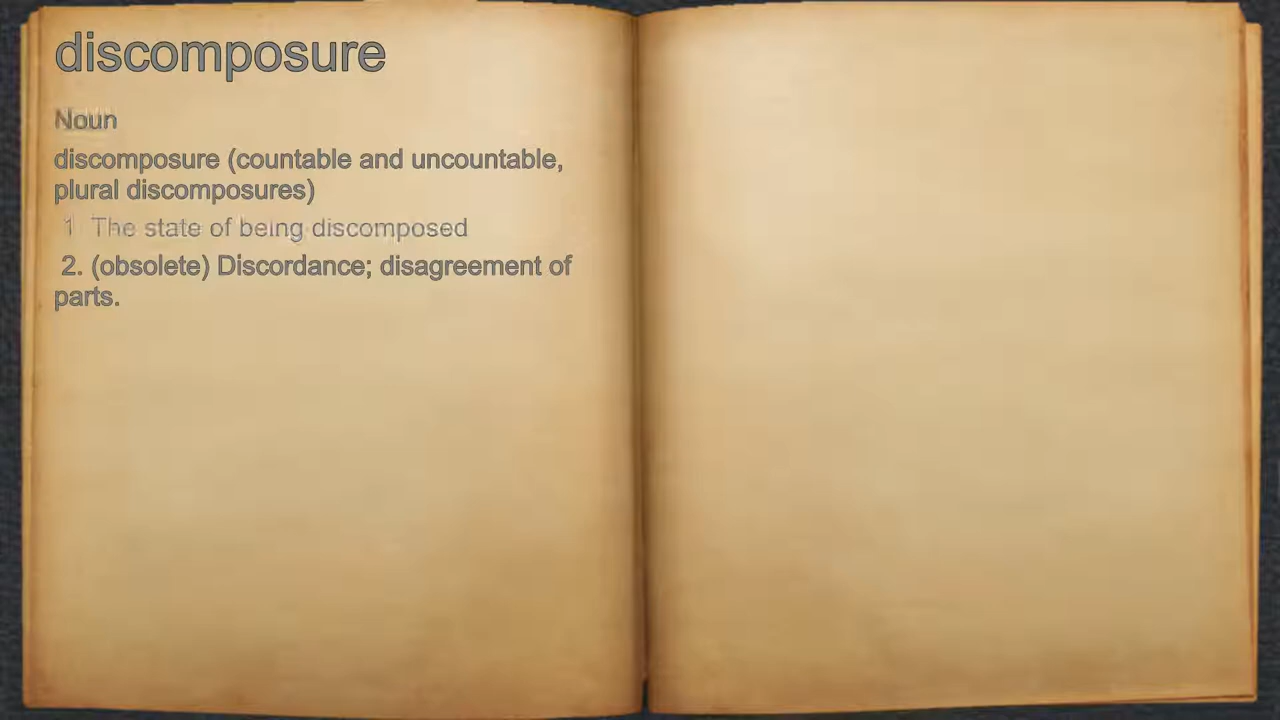 discomposure
Noun
discomposure (countable and uncountable,
plural discomposures)
1 The state of being discomposed
2. (obsolete) Discordance; disagreement of
parts.